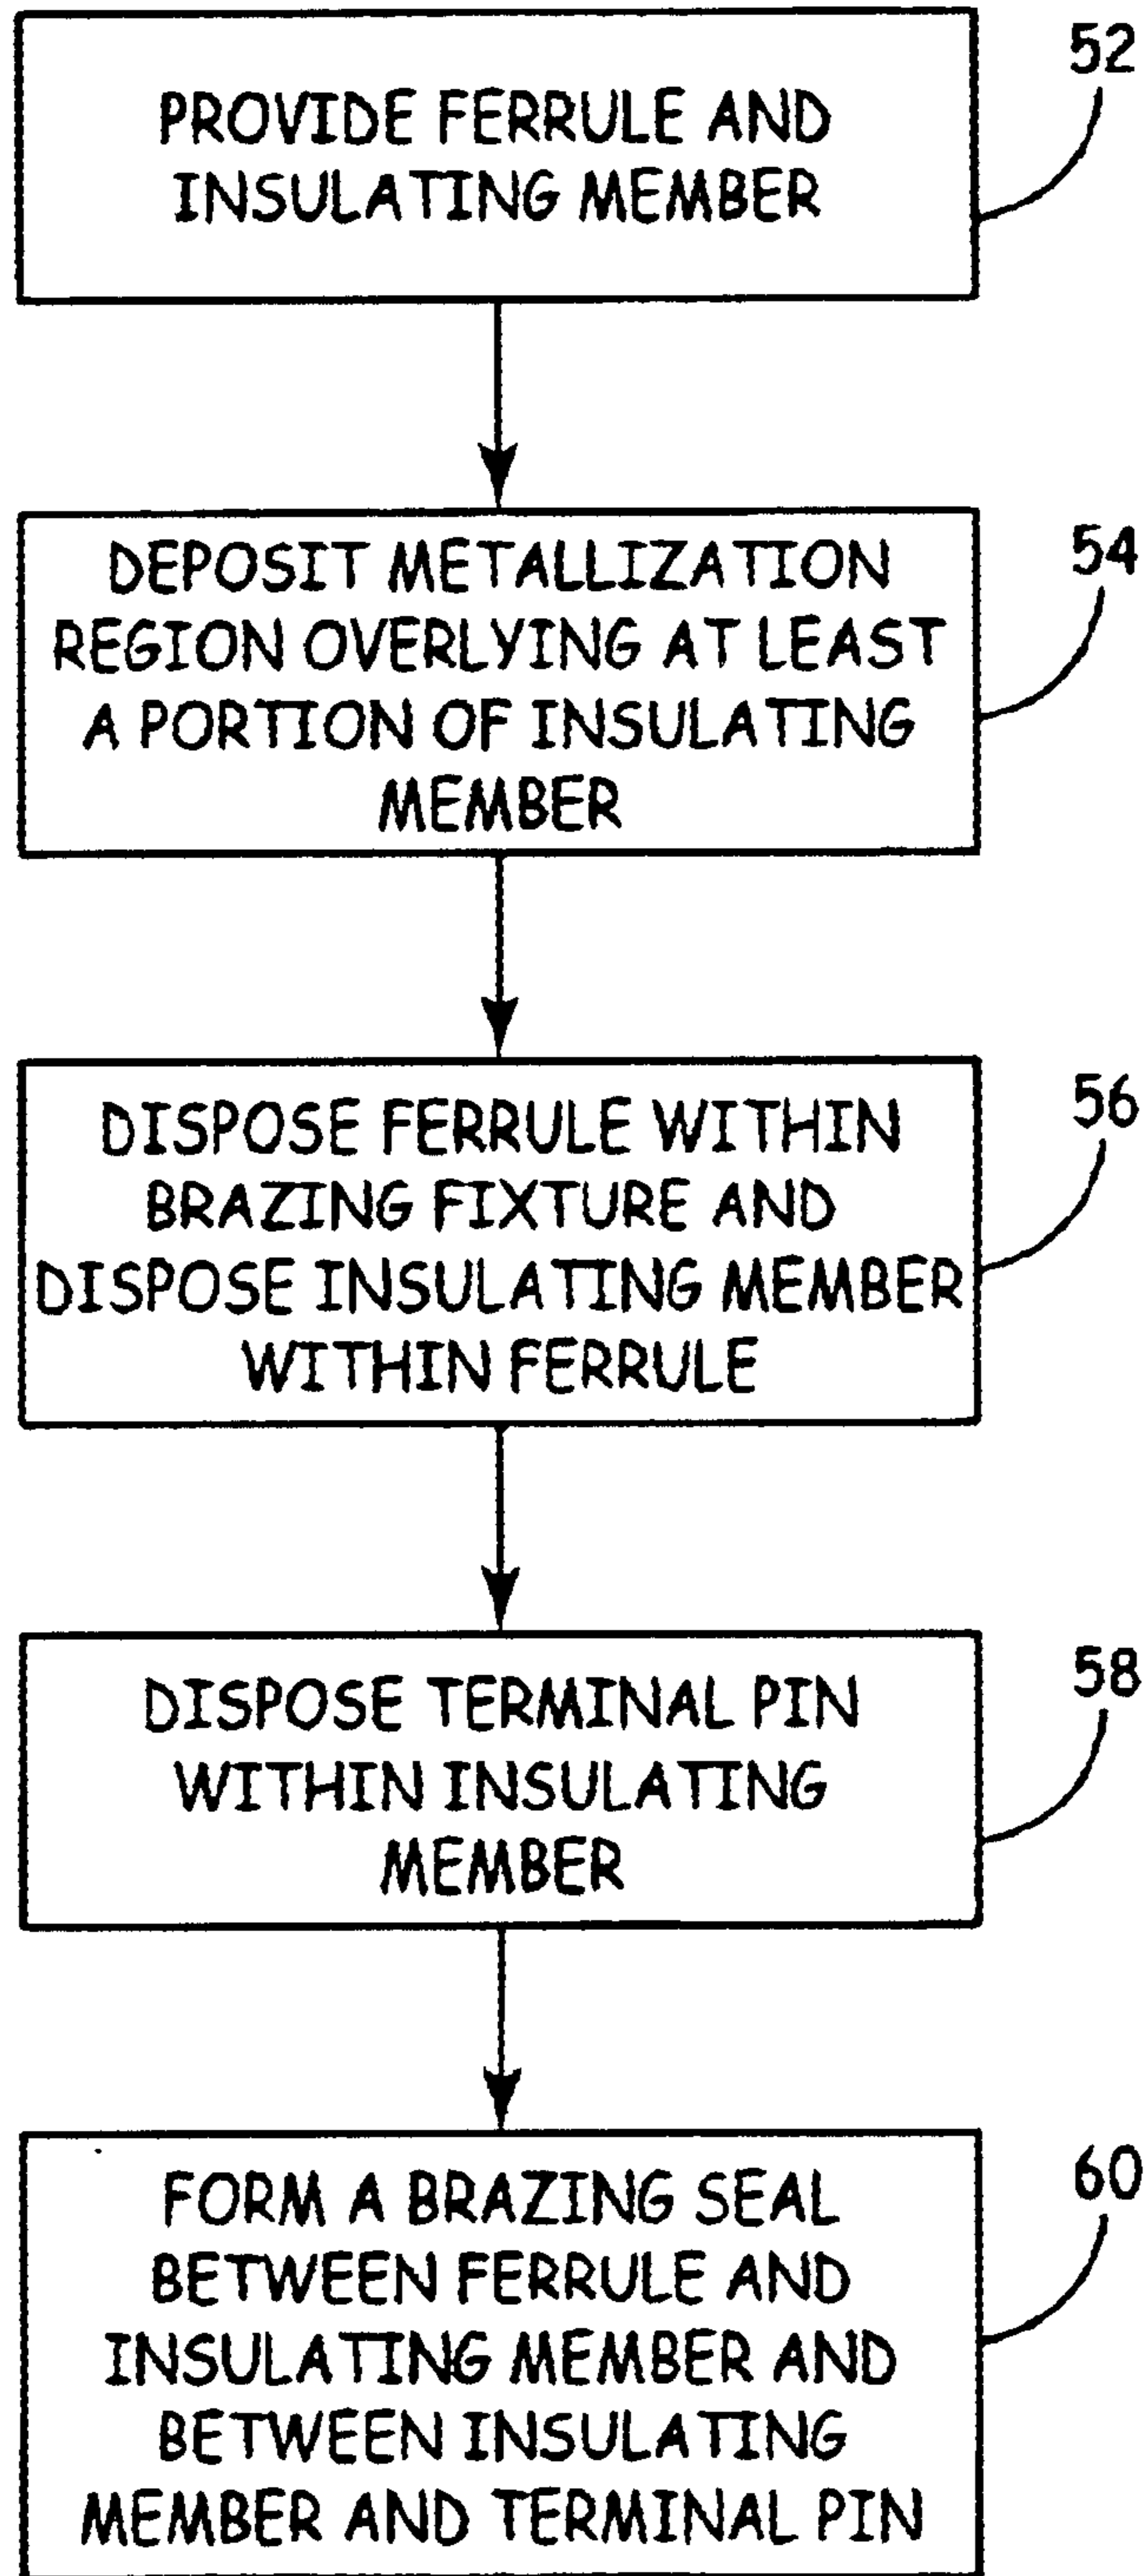 52
PROVIDE FERRULE AND
INSULATING MEMBER
54
DEPOSIT METALLIZATION
REGION OVERLYING AT LEAST
A PORTION OF INSULATING
MEMBER
56
DISPOSE FERRULE WITHIN
BRAZING FIXTURE AND
DISPOSE INSULATING MEMBER
WITHIN FERRULE
58
DISPOSE TERMINAL PIN
WITHIN INSULATING
MEMBER
60
FORM A BRAZING SEAL
BETWEEN FERRULE AND
INSULATING MEMBER AND
BETWEEN INSULATING
MEMBER AND TERMINAL PIN